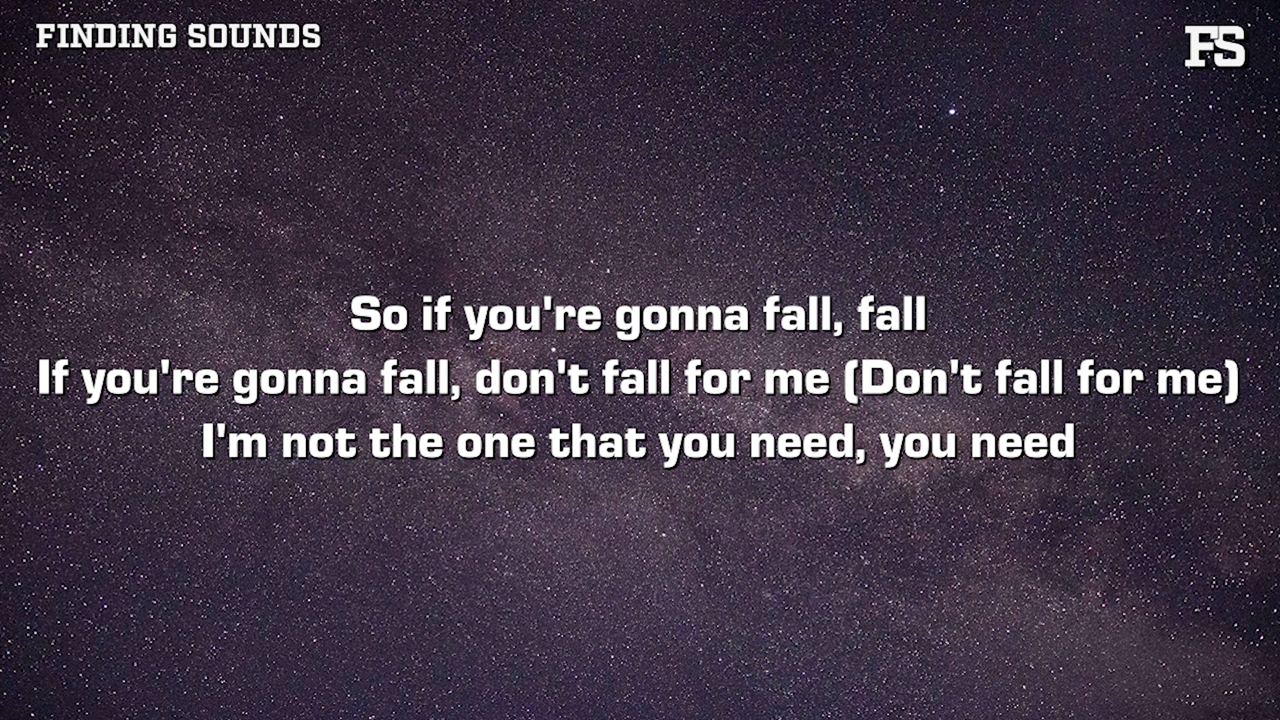 FINDING SOUNDS
FS
So if you're gonna fall, fall
If you're gonna fall, don't fall for me (Don't fall for me)
I'm not the one that you need, you need